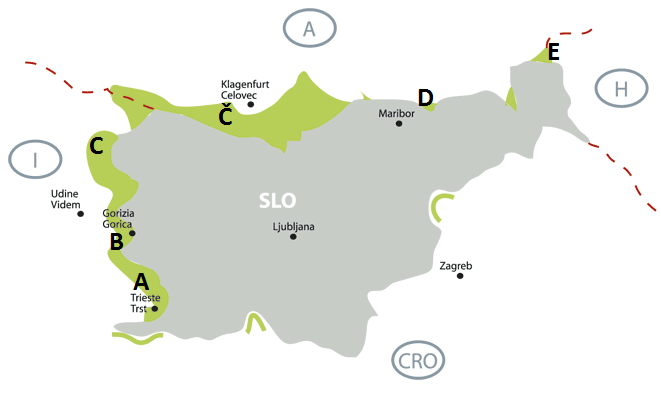 A
E
H
Klagenfurt
Celovec
Č
D
Maribor
C
I
Udine
Videm
SLO
Gorizia
Gorica
B
Ljubljana
Zagreb
A
Trieste
Trst
CRO